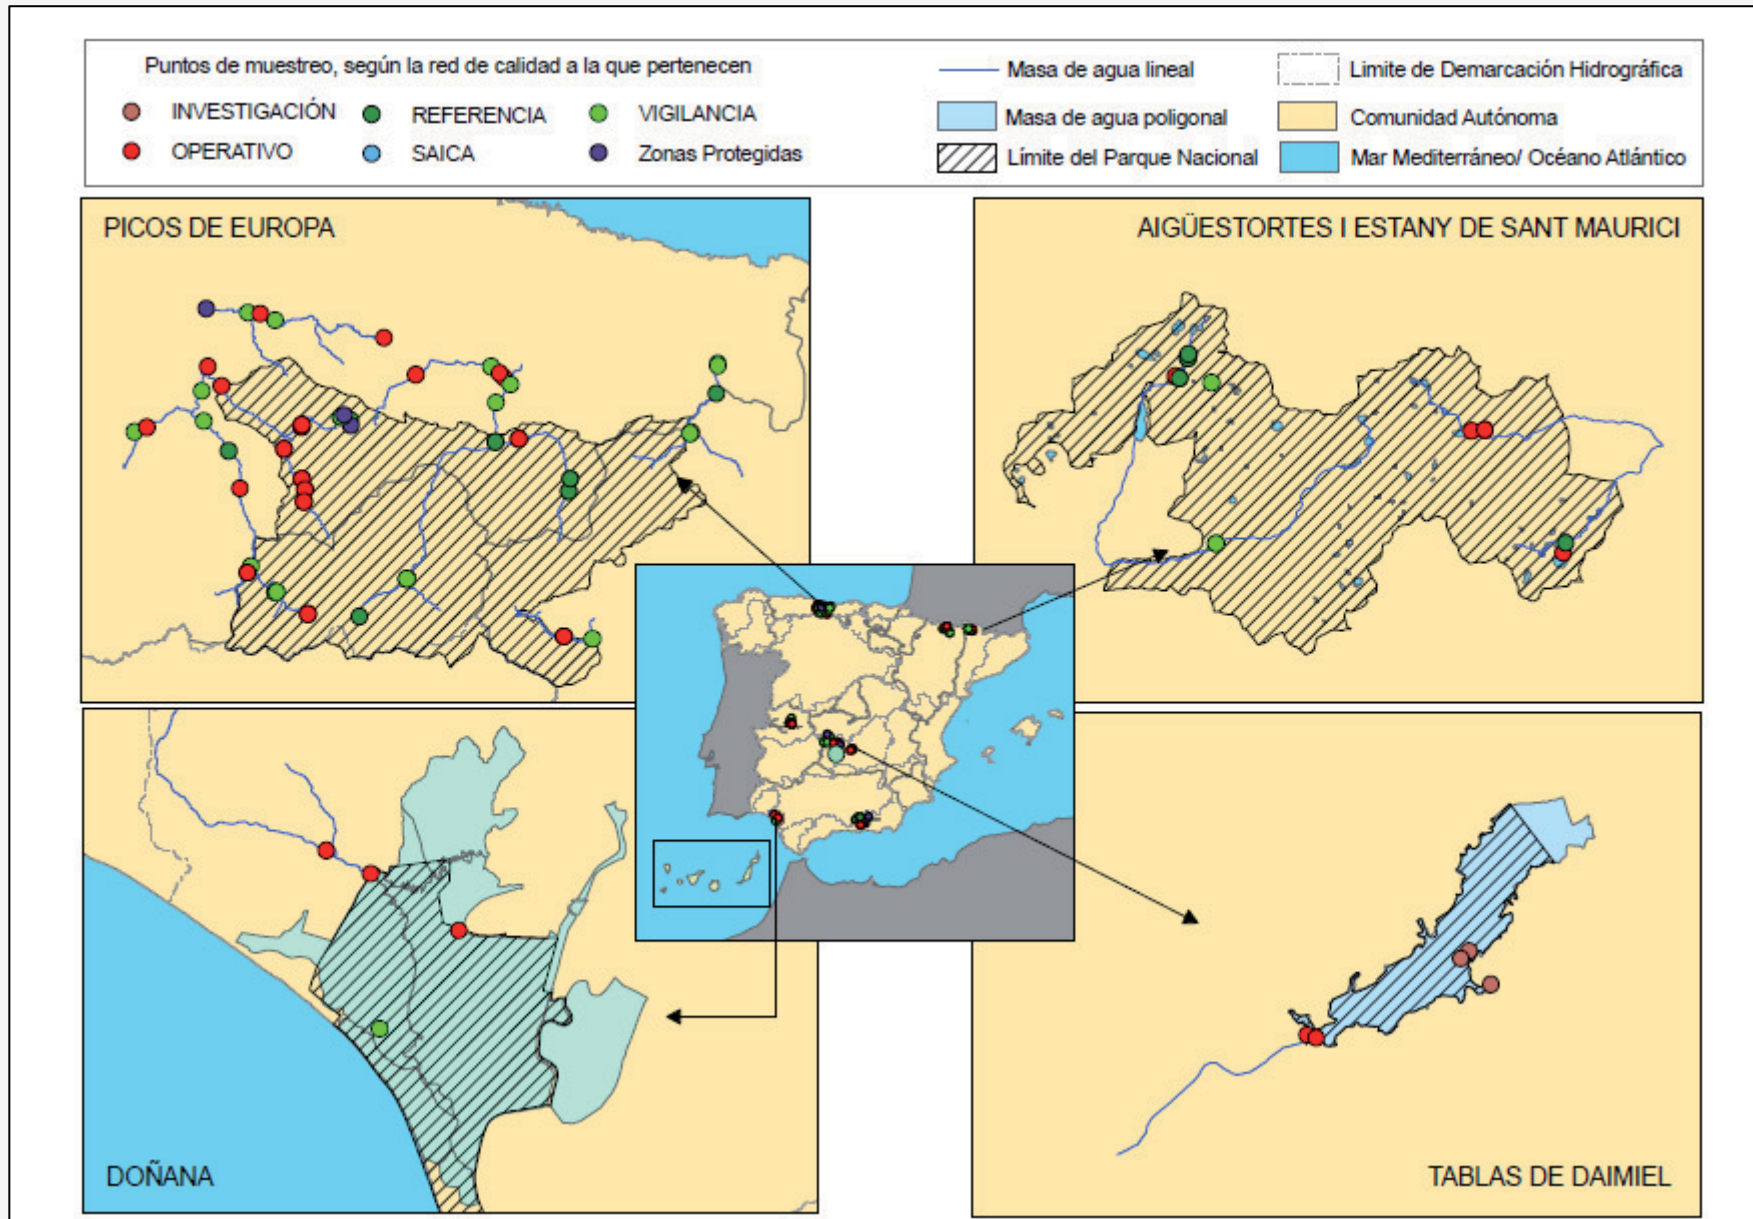 Puntos de muestreo, según la red de calidad a la que pertenecen
INVESTIGACIÓN
REFERENCIA
VIGILANCIA
OPERATIVO
SAICA
Zonas Protegidas
Masa de agua lineal
Limite de Demarcación Hidrográfica
Masa de agua poligonal
Comunidad Autónoma
Límite del Parque Nacional
Mar Mediterráneo/ Océano Atlántico
PICOS DE EUROPA
AIGÜESTORTES I ESTANY DE SANT MAURICI
DOÑANA
TABLAS DE DAIMIEL